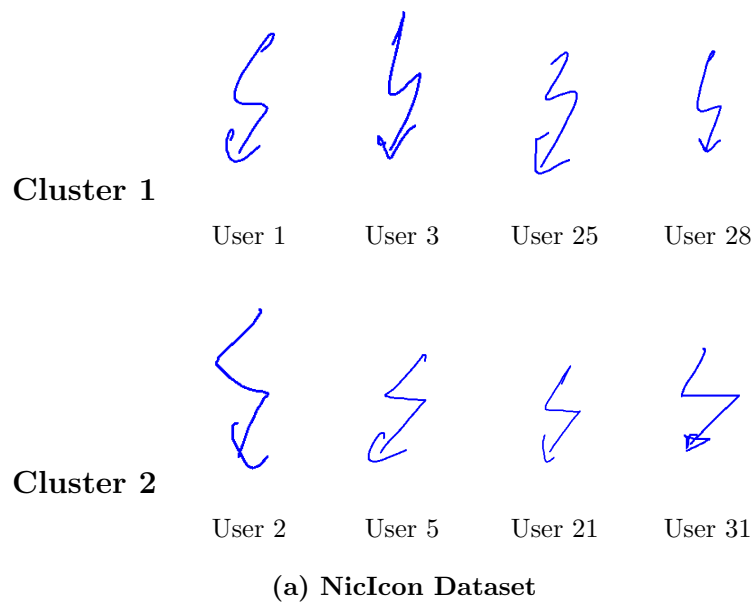 Cluster 1
User 1 User 3 User 25 User 28
Cluster 2
User 2 User 5 User 21 User 31
(a) NicIcon Dataset